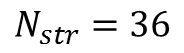 N_str = 36